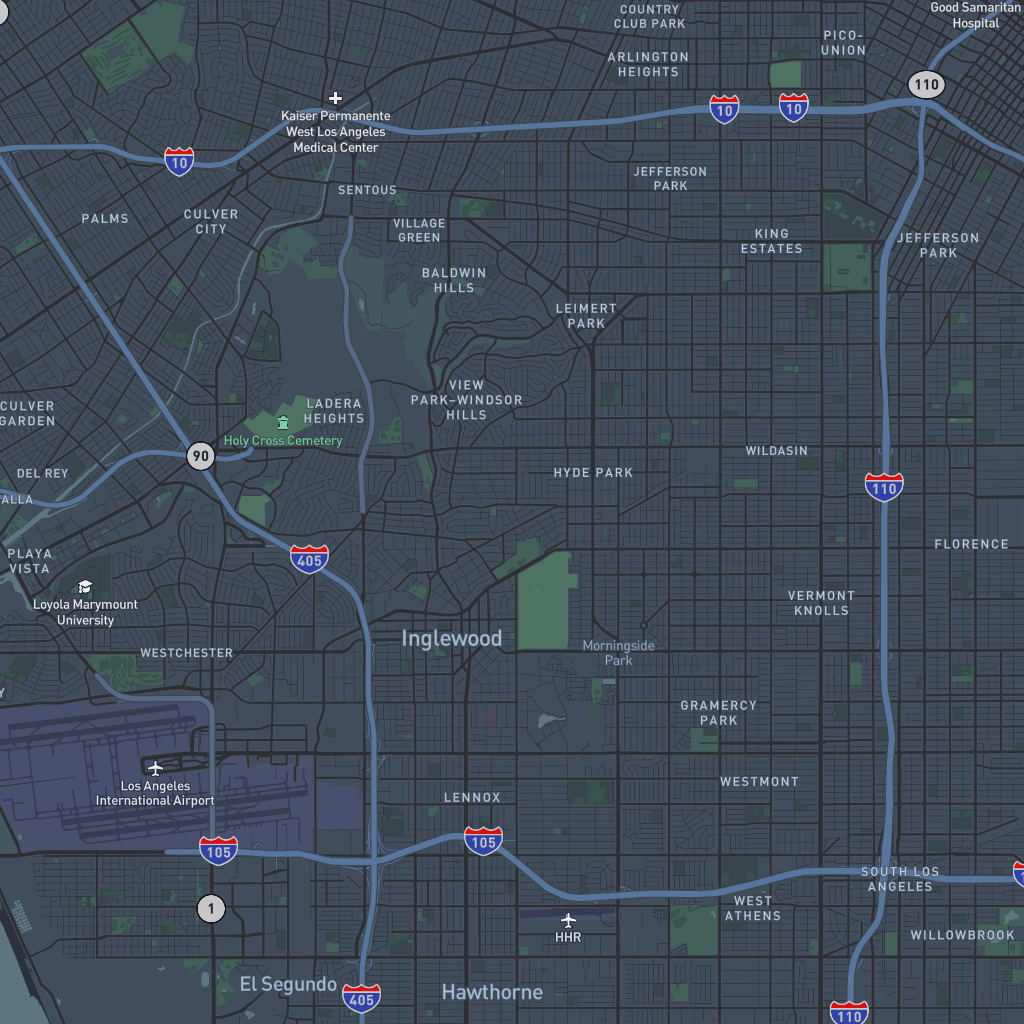 COUNTRY
CLUB PARK
Good Samaritan
Hospital
PICO-
UNION
ARLINGTON
HEIGHTS
110
10
10
Kaiser Permanente
West Los Angeles
Medical Center
10
JEFFERSON
PARK
SENTOUS
PALMS
CULVER
CITY
VILLAGE
GREEN
KING
ESTATES
JEFFERSON
PARK
BALDWIN
HILLS
LEIMERT
PARK
VIEW
PARK-WINDSOR
HILLS
CULVER
GARDEN
LADERA
HEIGHTS
Holy Cross Cemetery
90
WILDASIN
DEL REY
HYDE PARK
110
ALLA
405
FLORENCE
PLAYA
VISTA
Loyola Marymount
University
VERMONT
KNOLLS
Inglewood
Morningside
Park
WESTCHESTER
Y
GRAMERCY
PARK
Los Angeles
International Airport
WESTMONT
LENNOX
105
105
SOUTH LOS
ANGELES
1
1
WEST
ATHENS
HHR
WILLOWBROOK
El Segundo
Hawthorne
405
110